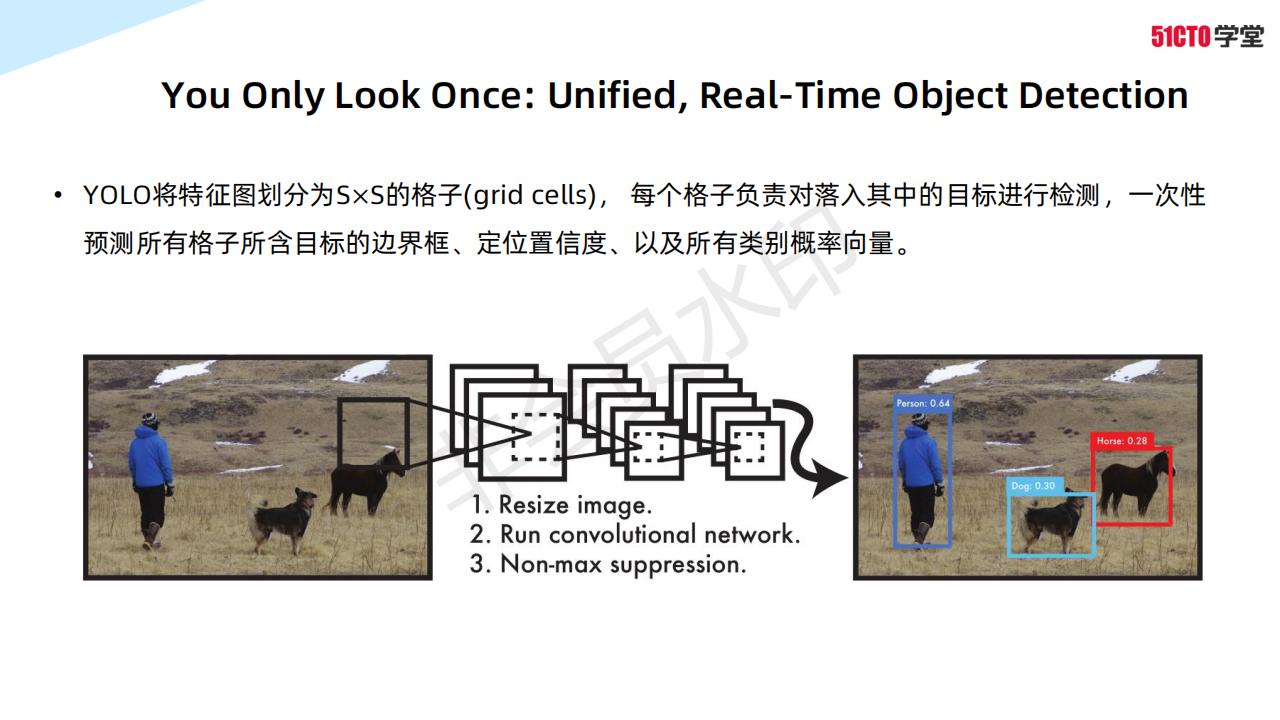 51CTO学堂
You Only Look Once: Unified, Real-Time Object Detection
• YOLO将特征图划分为S×S的格子(grid cells)， 每个格子负责对落入其中的目标进行检测，一次性
预测所有格子所含目标的边界框、定位置信度、以及所有类别概率向量。
非会员水印
Person: 0.64
Horse: 0.28
Dog: 0.30
1. Resize image.
2. Run convolutional network.
3. Non-max suppression.